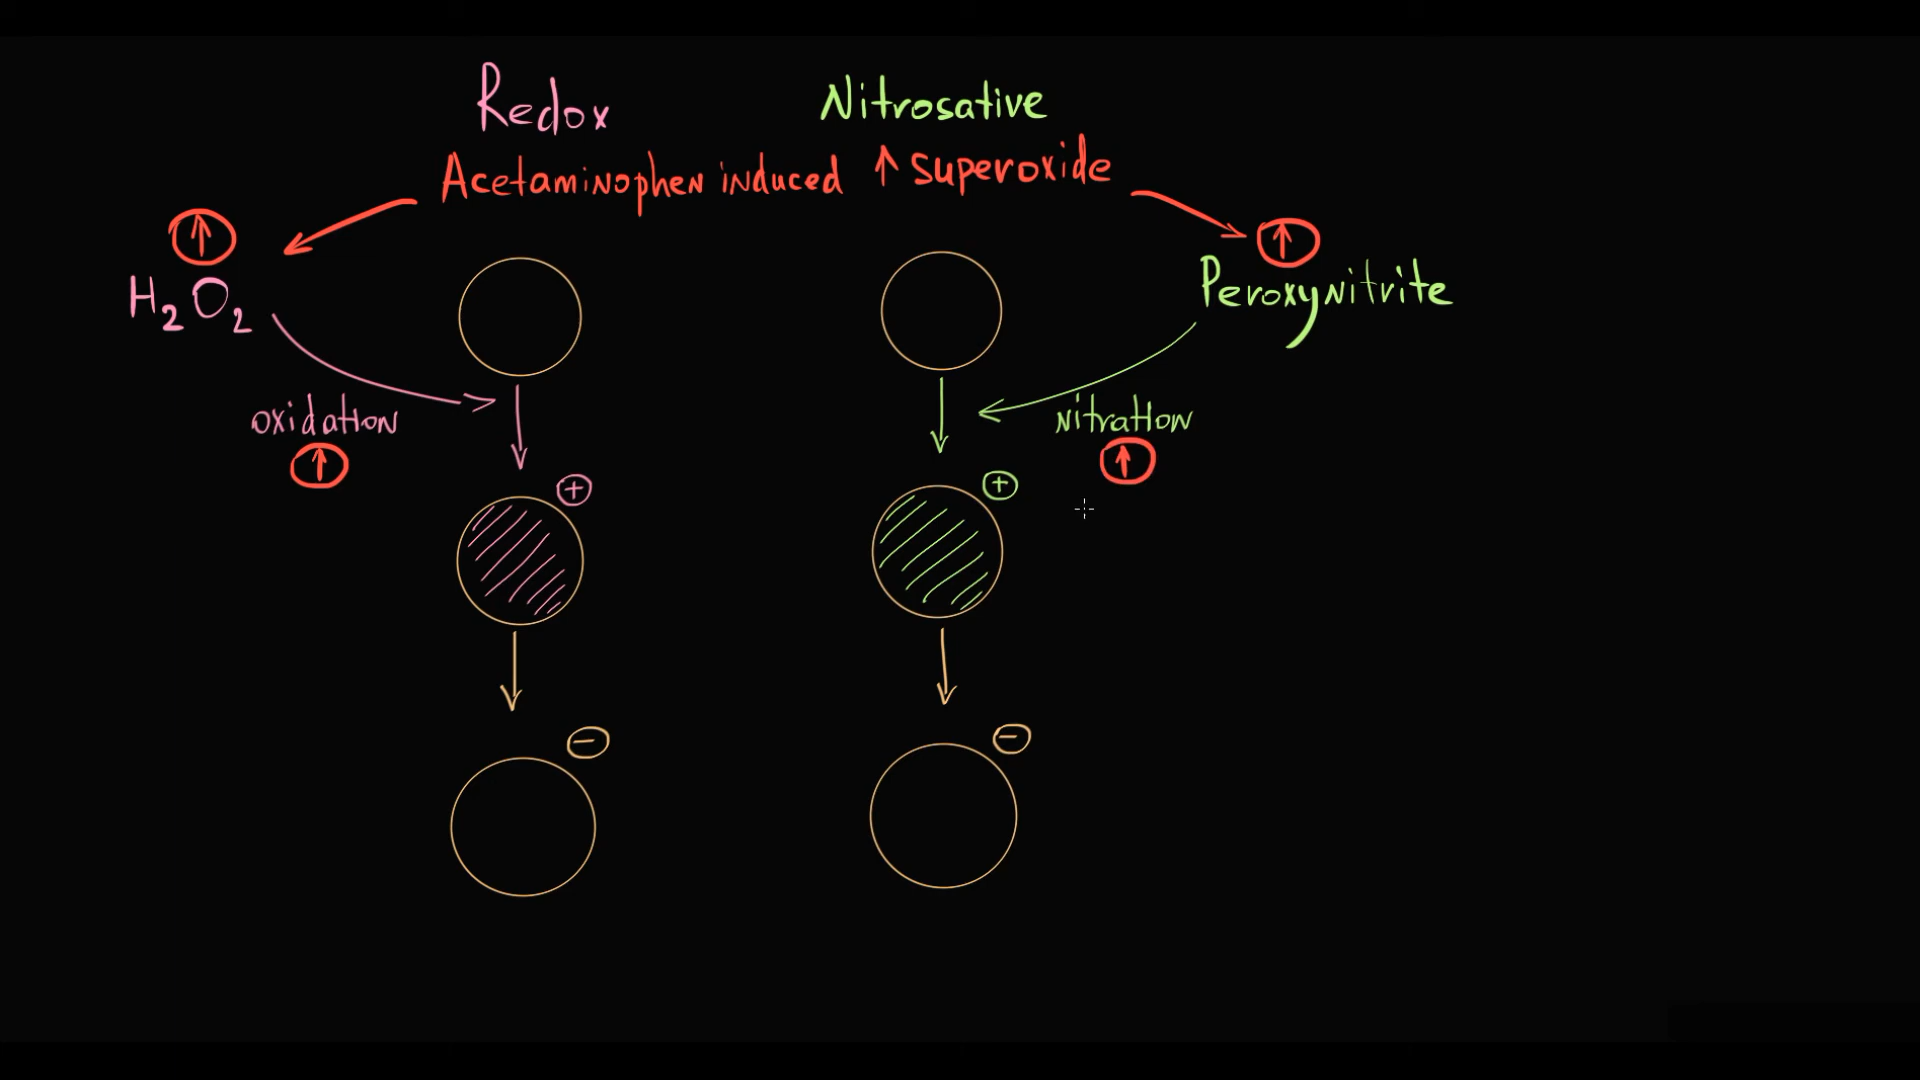 Redox
Nitrosative
Acetaminophen induced ↑ superoxide
↑
↑
H₂O₂
Peroxynitrite
oxidation
nitration
↑
↑
+
+
-
-